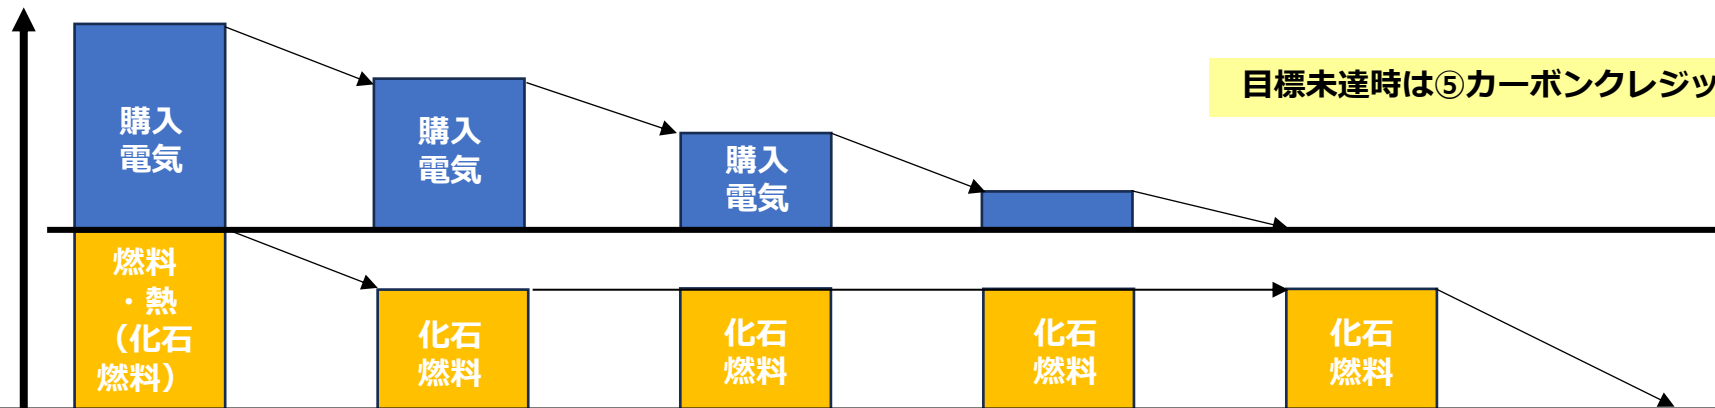 目標未達時は⑤カーボンクレジッ
購入
電気
購入
電気
購入
電気
燃料
・熱
（化石
燃料）
化石
燃料
化石
燃料
化石
燃料
化石
燃料